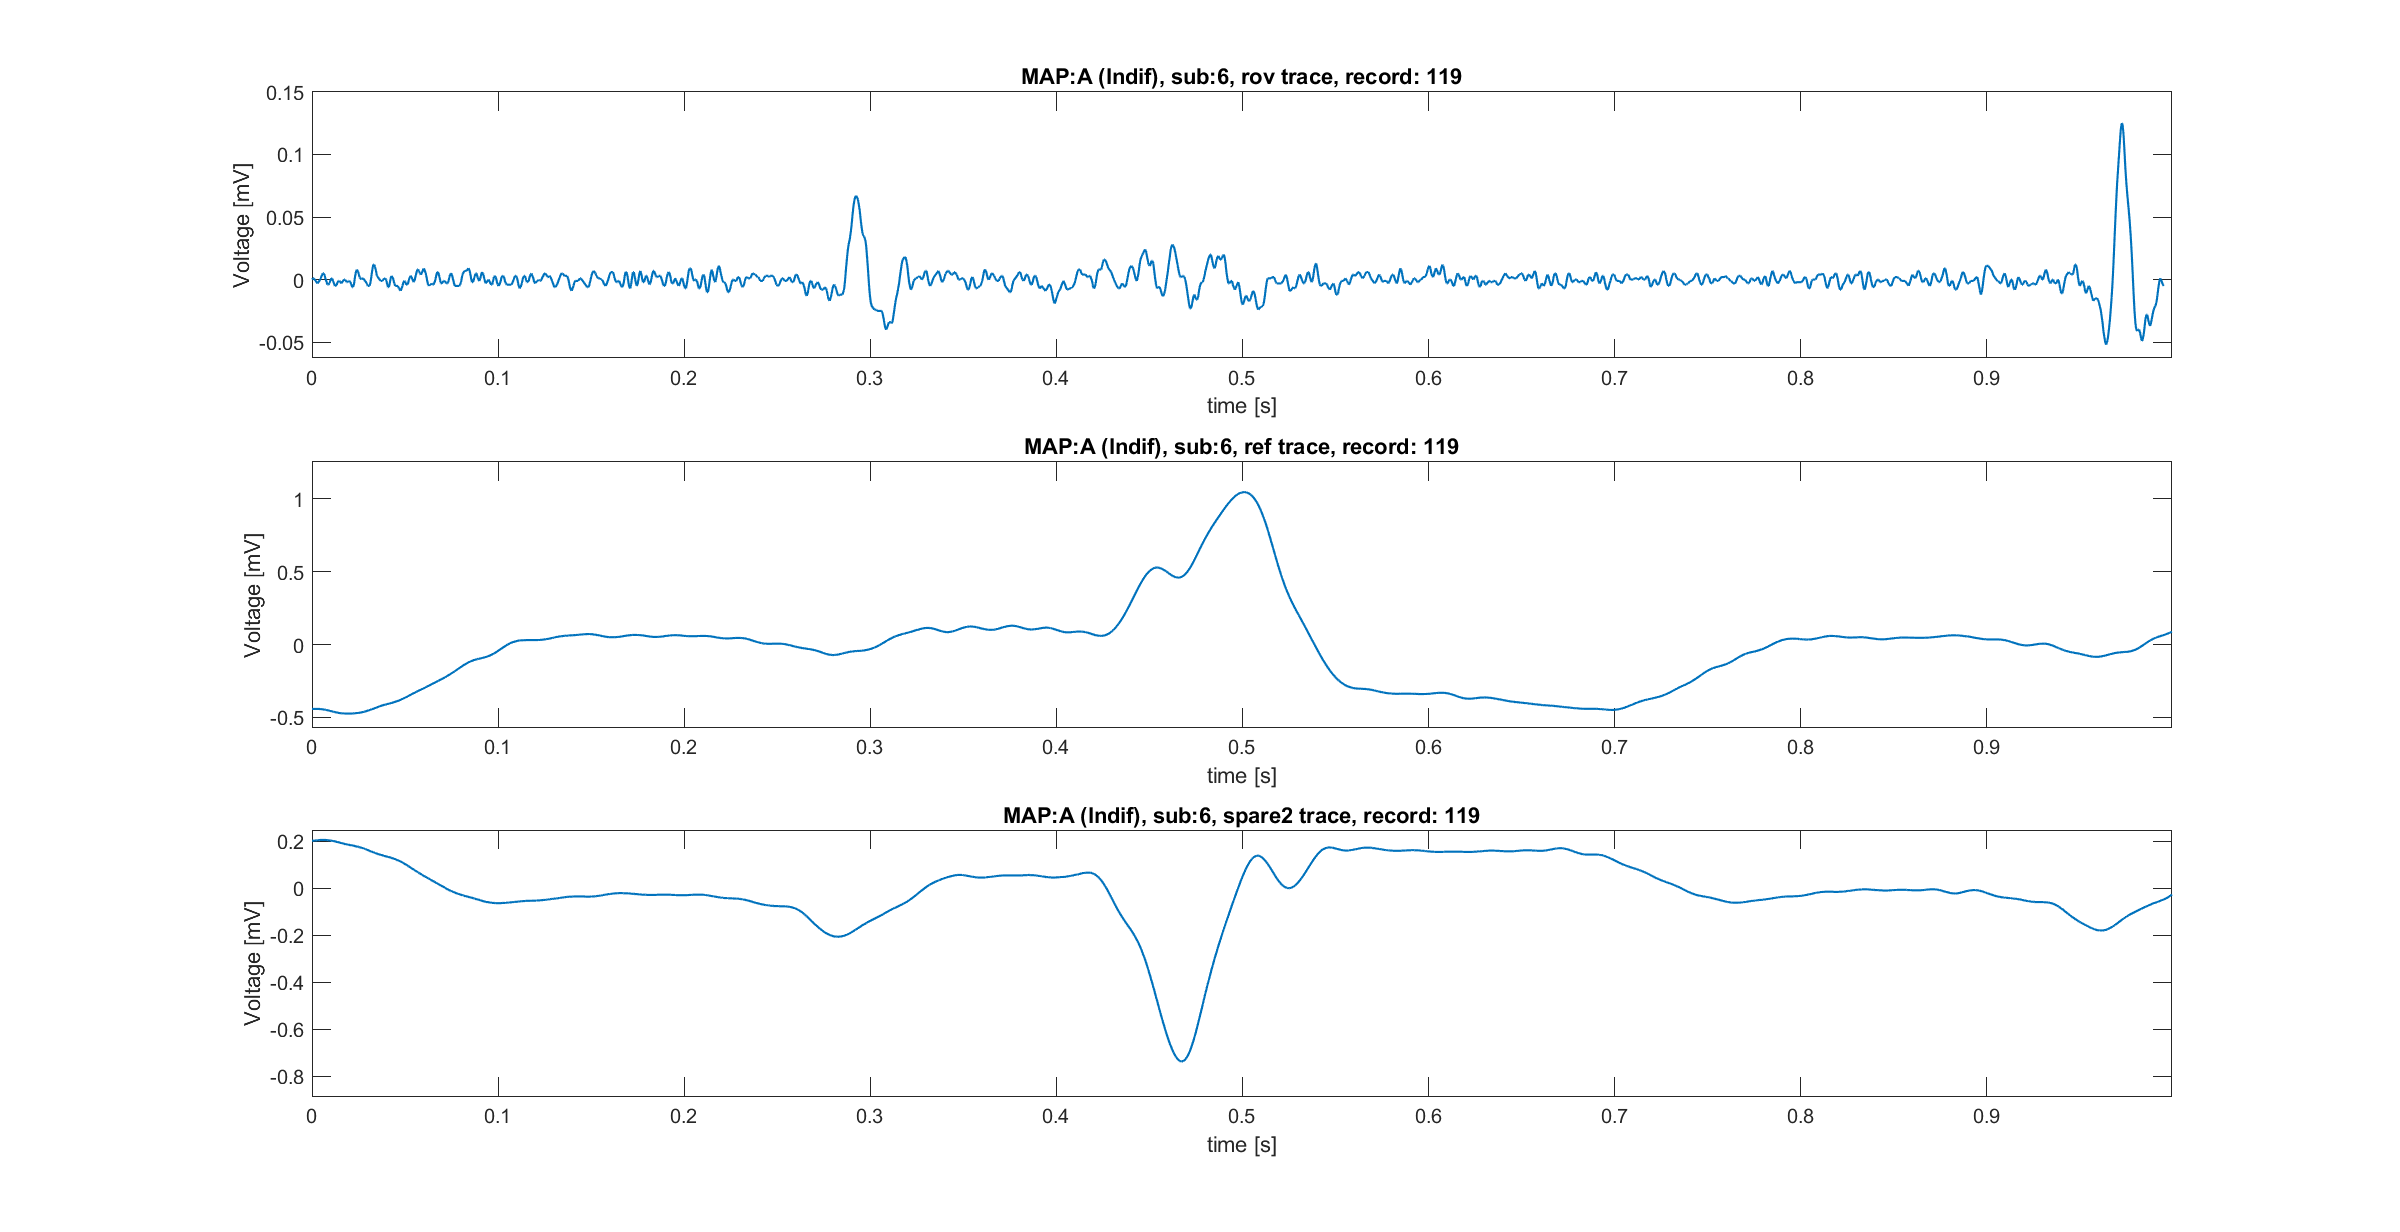 MAP:A (Indif), sub:6, rov trace, record: 119
0.15
0.1
0.05
0
-0.05
Voltage [mV]
0 0.1 0.2 0.3 0.4 0.5 0.6 0.7 0.8 0.9
time [s]
MAP:A (Indif), sub:6, ref trace, record: 119
1
0.5
0
-0.5
Voltage [mV]
0 0.1 0.2 0.3 0.4 0.5 0.6 0.7 0.8 0.9
time [s]
MAP:A (Indif), sub:6, spare2 trace, record: 119
0.2
0
-0.2
-0.4
-0.6
-0.8
Voltage [mV]
0 0.1 0.2 0.3 0.4 0.5 0.6 0.7 0.8 0.9
time [s]